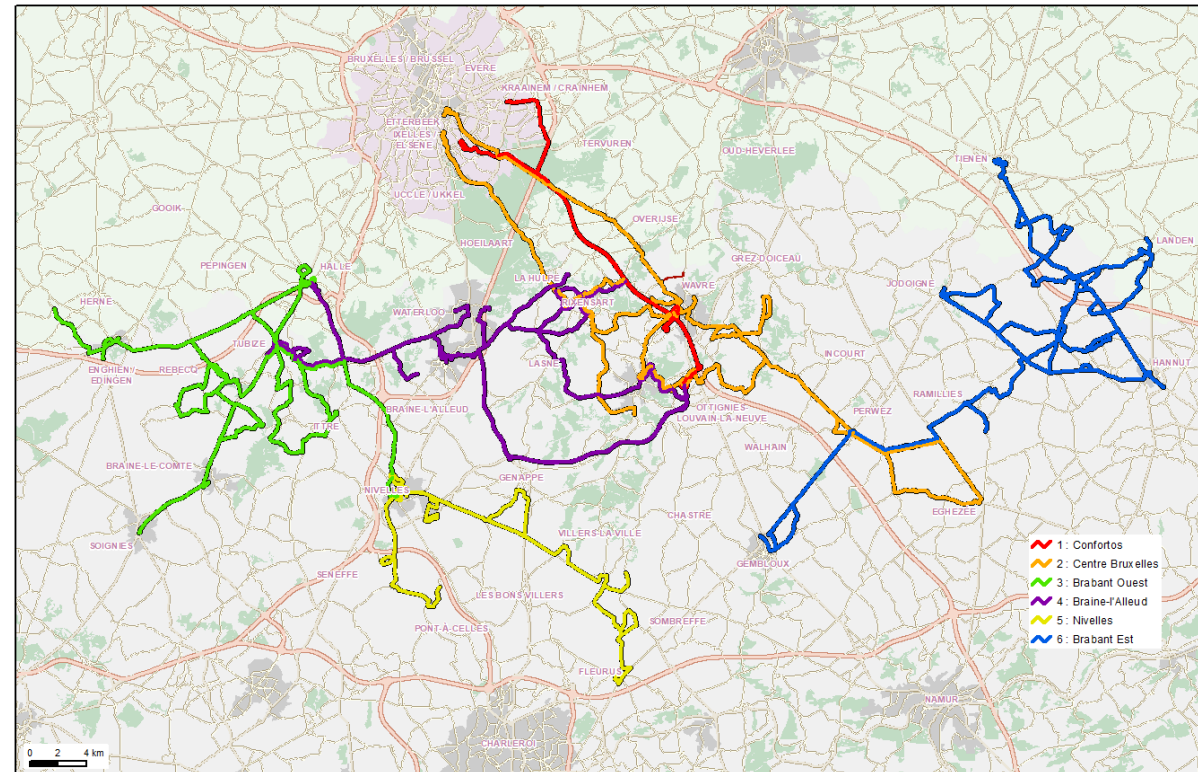 BRUXELLES / BRUSSEL
EVERE
KRAAINEM / CRAINHEM
ETTERBEEK
IXELLES /
ELSENE
TERVUREN
OUD-HEVERLEE
TIENEN
UCCLE / UKKEL
GOOIK
OVERIJSE
HOEILAART
LANDEN
PEPINGEN
HALLE
LA HULPE
GREZ-DOICEAU
RIXENSART
WAVRE
JODOIGNE
HERNE
WATERLOO
TUBIZE
ENGHIEN /
EDINGEN
REBECQ
LASNE
INCOURT
HANNUT
RAMILLIES
BRAINE-L'ALLEUD
ITTRE
OTTIGNIES
LOUVAIN-LA-NEUVE
PERWEZ
WALHAIN
BRAINE-LE-COMTE
GENAPPE
NIVELLES
EGHEZEE
CHASTRE
VILLERS-LA-VILLE
SOIGNIES
GEMBLOUX
SENEFFE
LES BONS VILLERS
SOMBREFFE
PONT-À-CELLES
FLEURUS
NAMUR
CHARLEROI
1 : Confortos
2 : Centre Bruxelles
3 : Brabant Ouest
4 : Braine-l'Alleud
5 : Nivelles
6 : Brabant Est
0 2 4 km